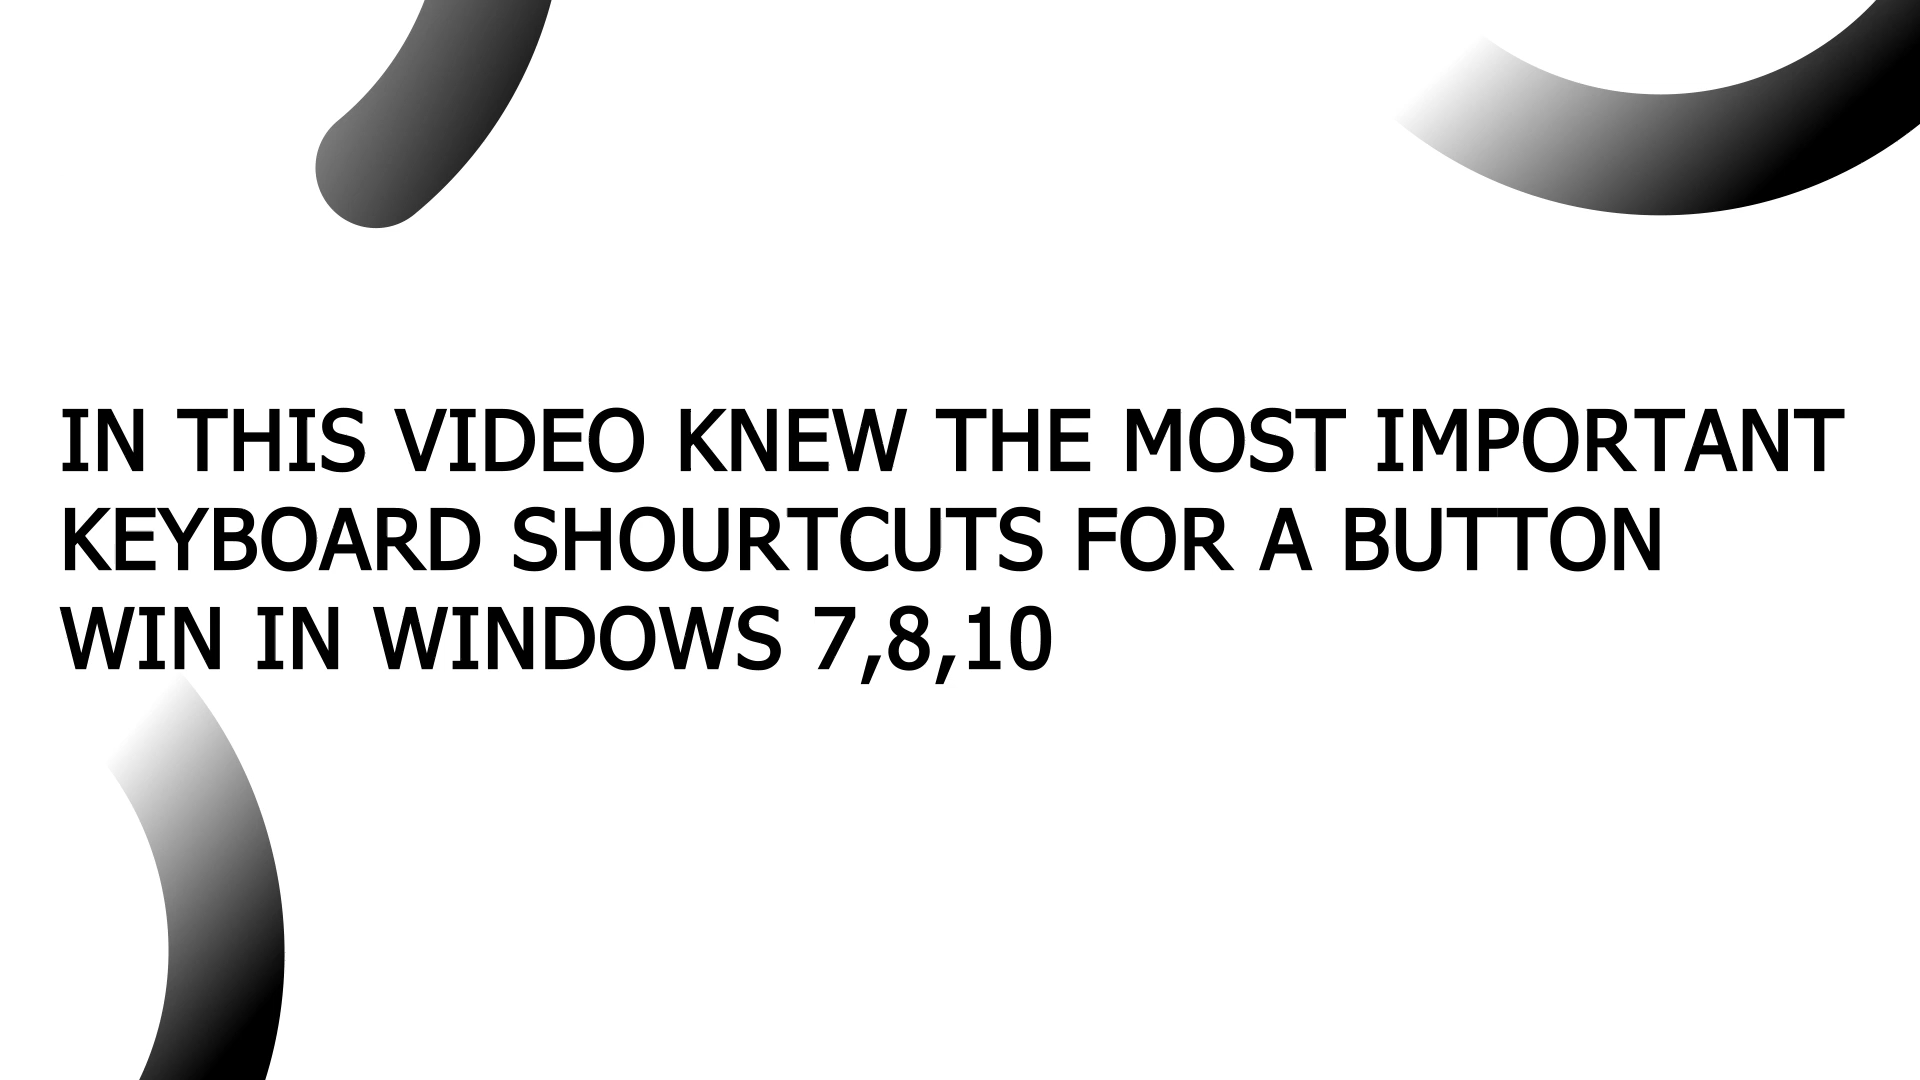 IN THIS VIDEO KNEW THE MOST IMPORTANT
KEYBOARD SHOURTCUTS FOR A BUTTON
WIN IN WINDOWS 7,8,10